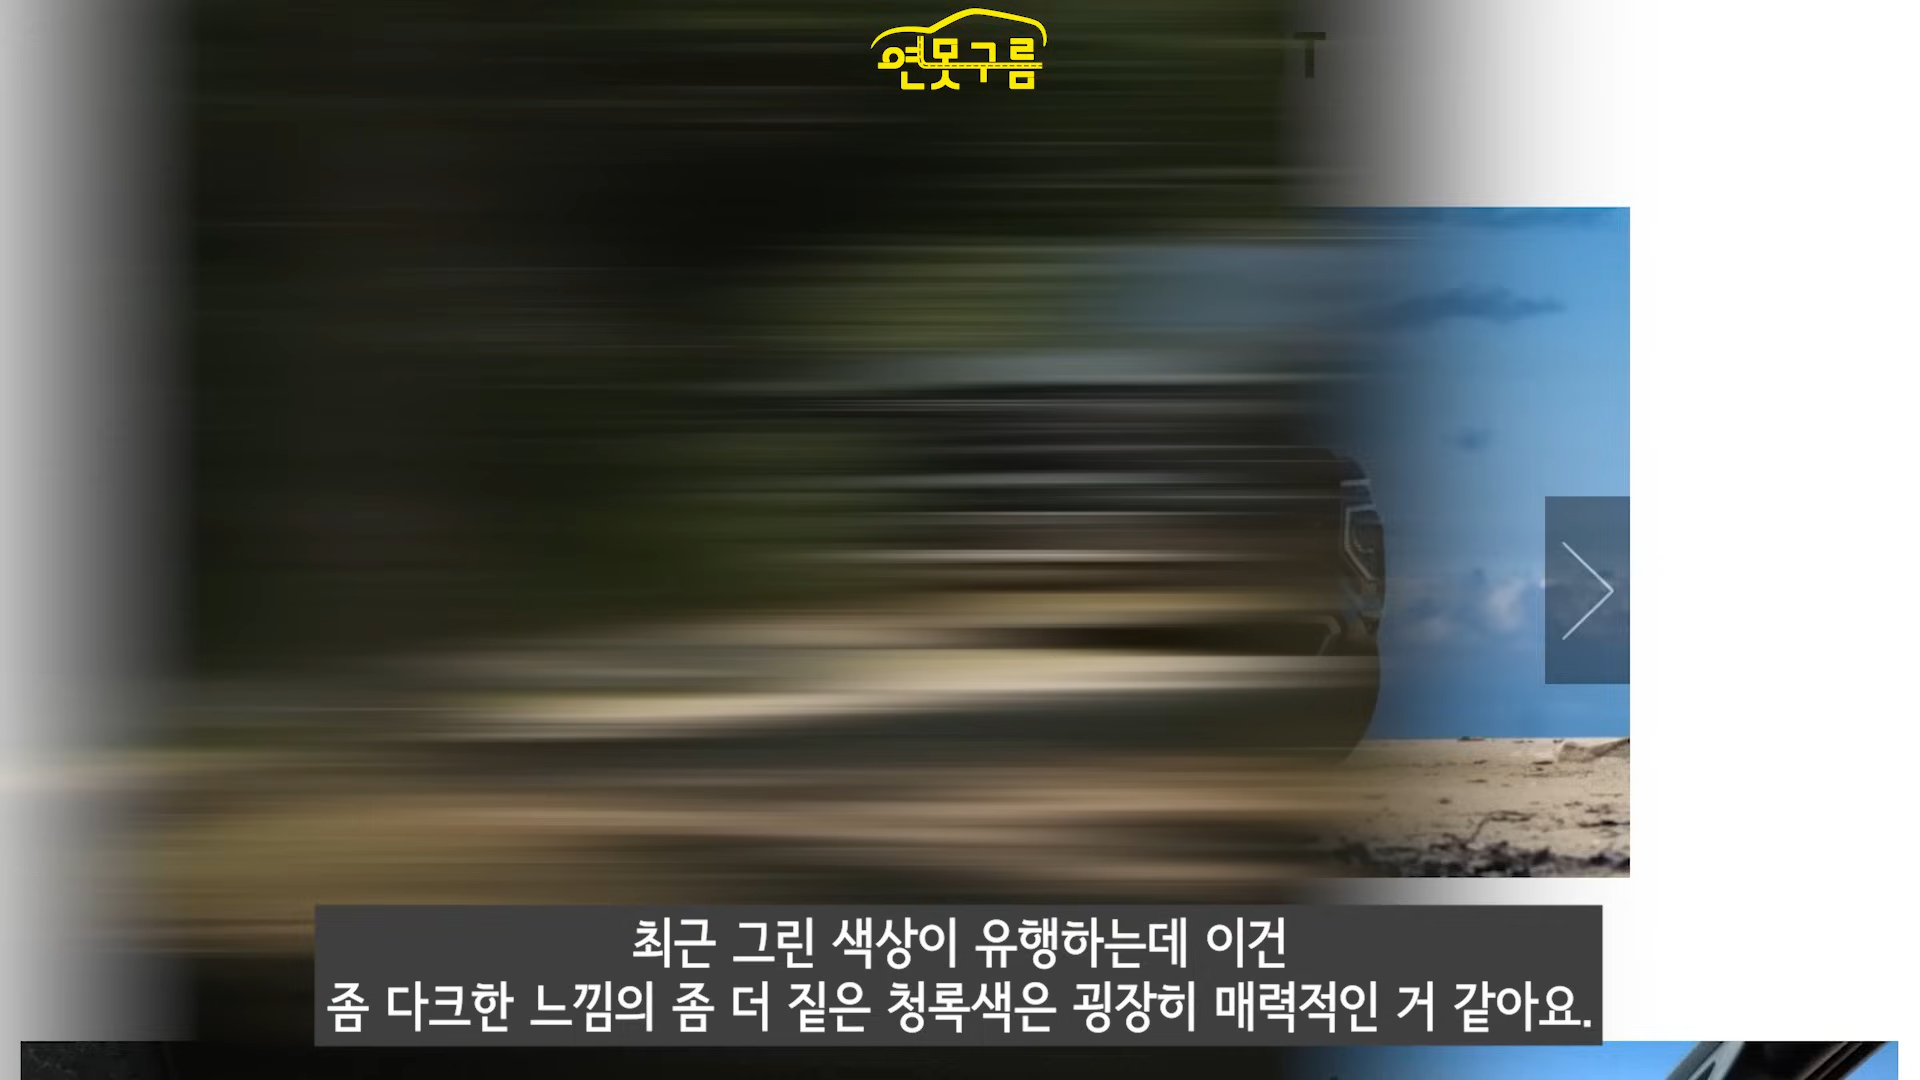 연못구름
T
최근 그린 색상이 유행하는데 이건
좀 다크한 느낌의 좀 더 짙은 청록색은 굉장히 매력적인 거 같아요.